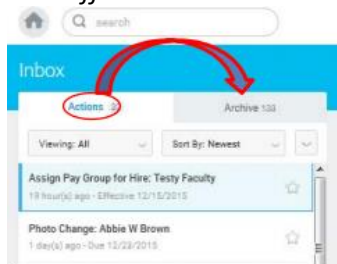 search
Inbox
Actions
Archive 133
Viewing: All
Sort By: Newest
Assign Pay Group for Hire: Testy Faculty
19 hour(s) ago - Effective 12/15/2015
Photo Change: Abbie W Brown
1 day(s) ago - Due 12/23/2015